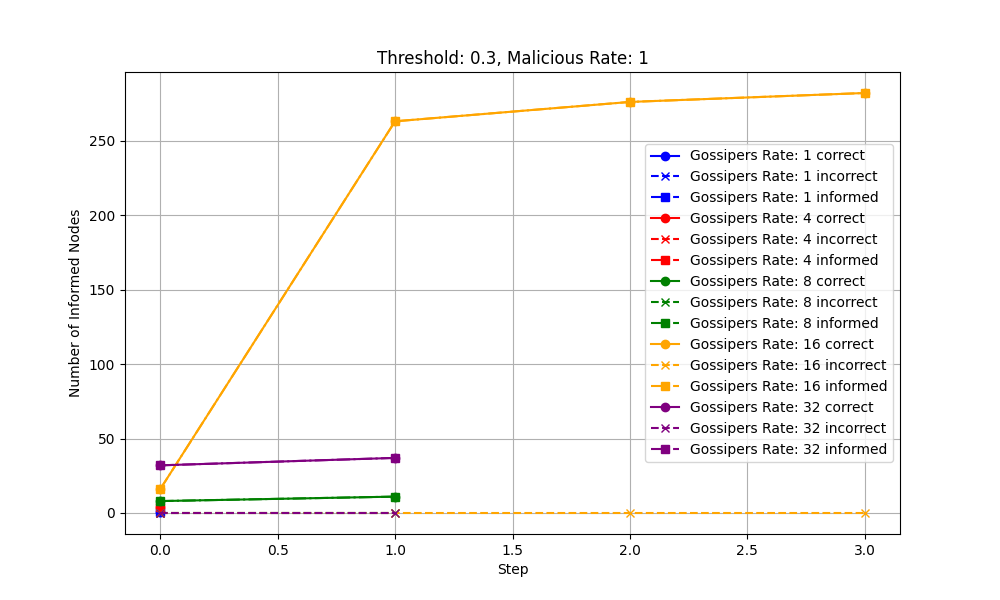 Threshold: 0.3, Malicious Rate: 1
Number of Informed Nodes
250
200
150
100
50
0
Gossipers Rate: 1 correct
Gossipers Rate: 1 incorrect
Gossipers Rate: 1 informed
Gossipers Rate: 4 correct
Gossipers Rate: 4 incorrect
Gossipers Rate: 4 informed
Gossipers Rate: 8 correct
Gossipers Rate: 8 incorrect
Gossipers Rate: 8 informed
Gossipers Rate: 16 correct
Gossipers Rate: 16 incorrect
Gossipers Rate: 16 informed
Gossipers Rate: 32 correct
Gossipers Rate: 32 incorrect
Gossipers Rate: 32 informed
0.0 0.5 1.0 1.5 2.0 2.5 3.0
Step